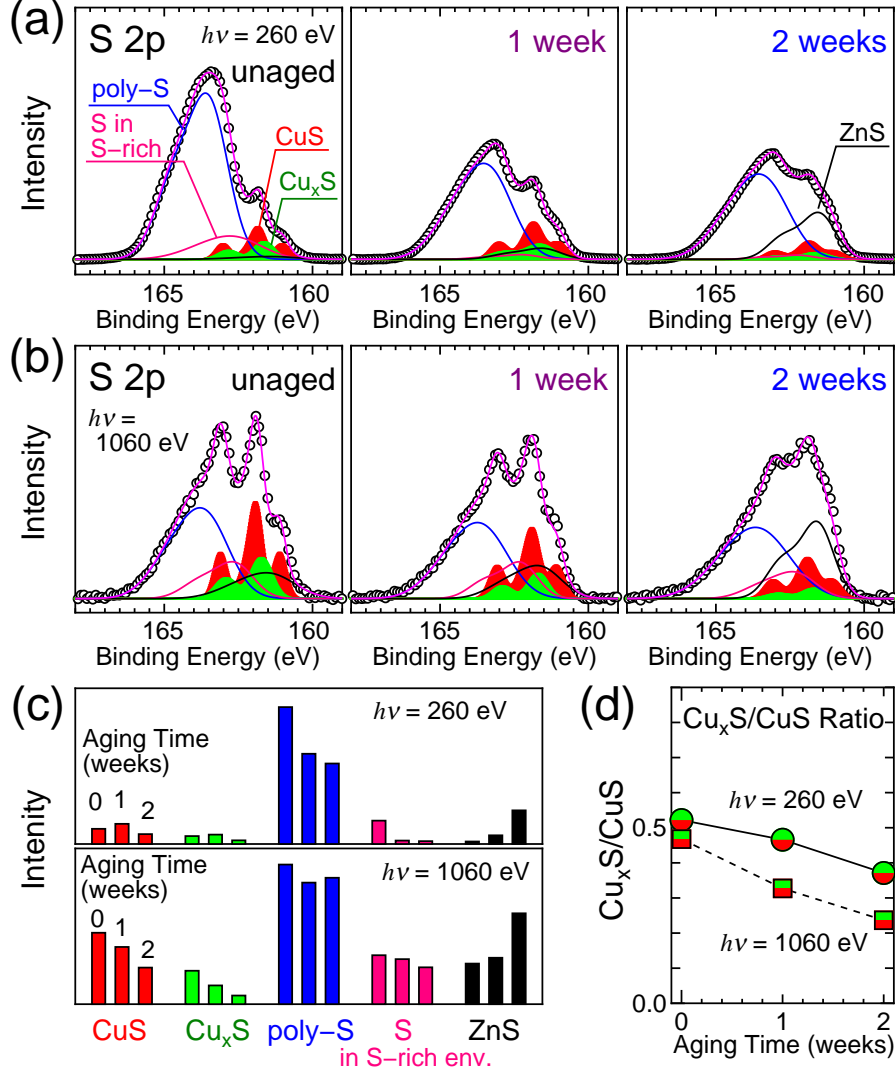 (a)
S 2p
hν = 260 eV
unaged
poly−S
S in
S−rich
CuS
CuₓS
1 week
2 weeks
ZnS
Intensity
165
160
165
160
165
160
Binding Energy (eV)
Binding Energy (eV)
Binding Energy (eV)
(b)
S 2p
unaged
hν =
1060 eV
1 week
2 weeks
Intensity
165
160
165
160
165
160
Binding Energy (eV)
Binding Energy (eV)
Binding Energy (eV)
(c)
hν = 260 eV
Aging Time
(weeks)
0
1
2
Intenity
hν = 1060 eV
Aging Time
(weeks)
0
1
2
CuS
CuₓS
poly−S
S
in S−rich env.
ZnS
(d)
CuₓS/CuS Ratio
hν = 260 eV
hν = 1060 eV
CuₓS/CuS
0.5
0.0
0
1
2
Aging Time (weeks)